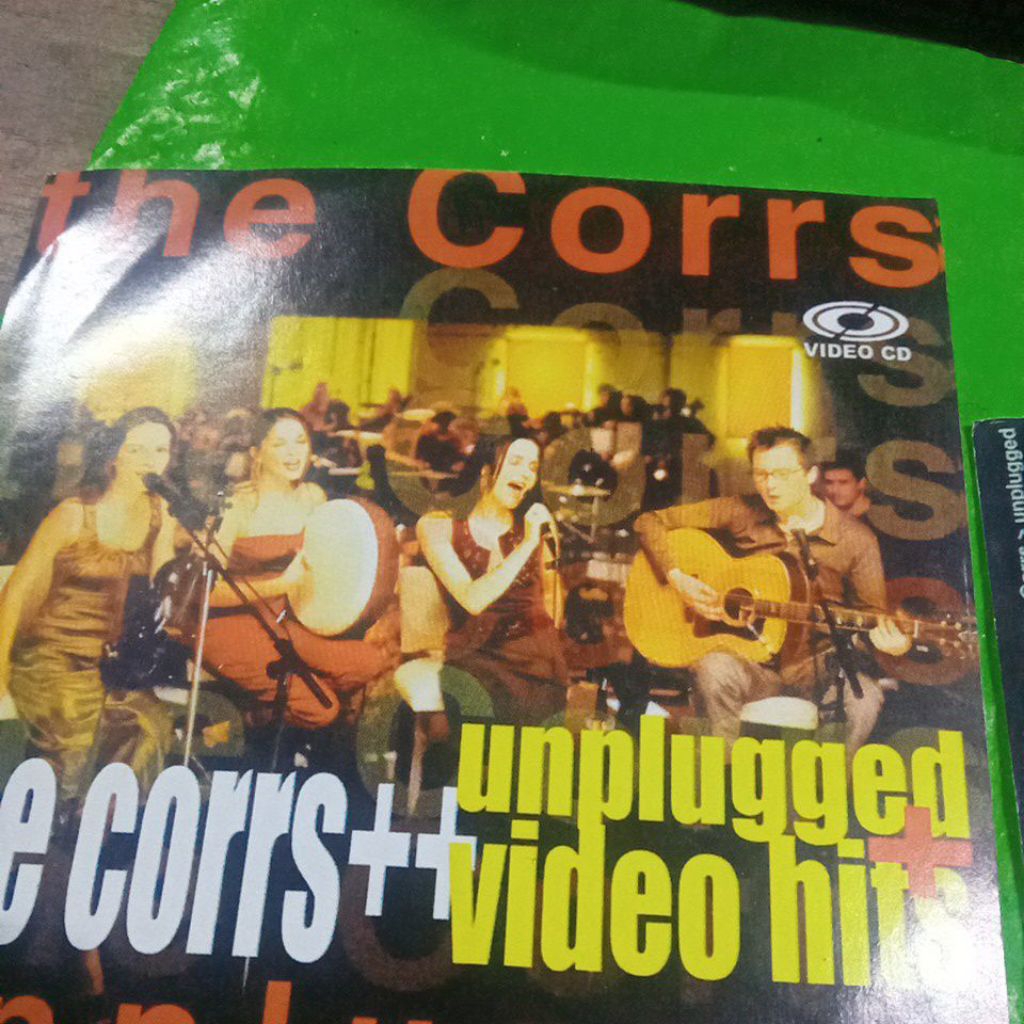 the Corrs
Corrs
VIDEO CD
unplugged
e corrs++
unplugged
video hits